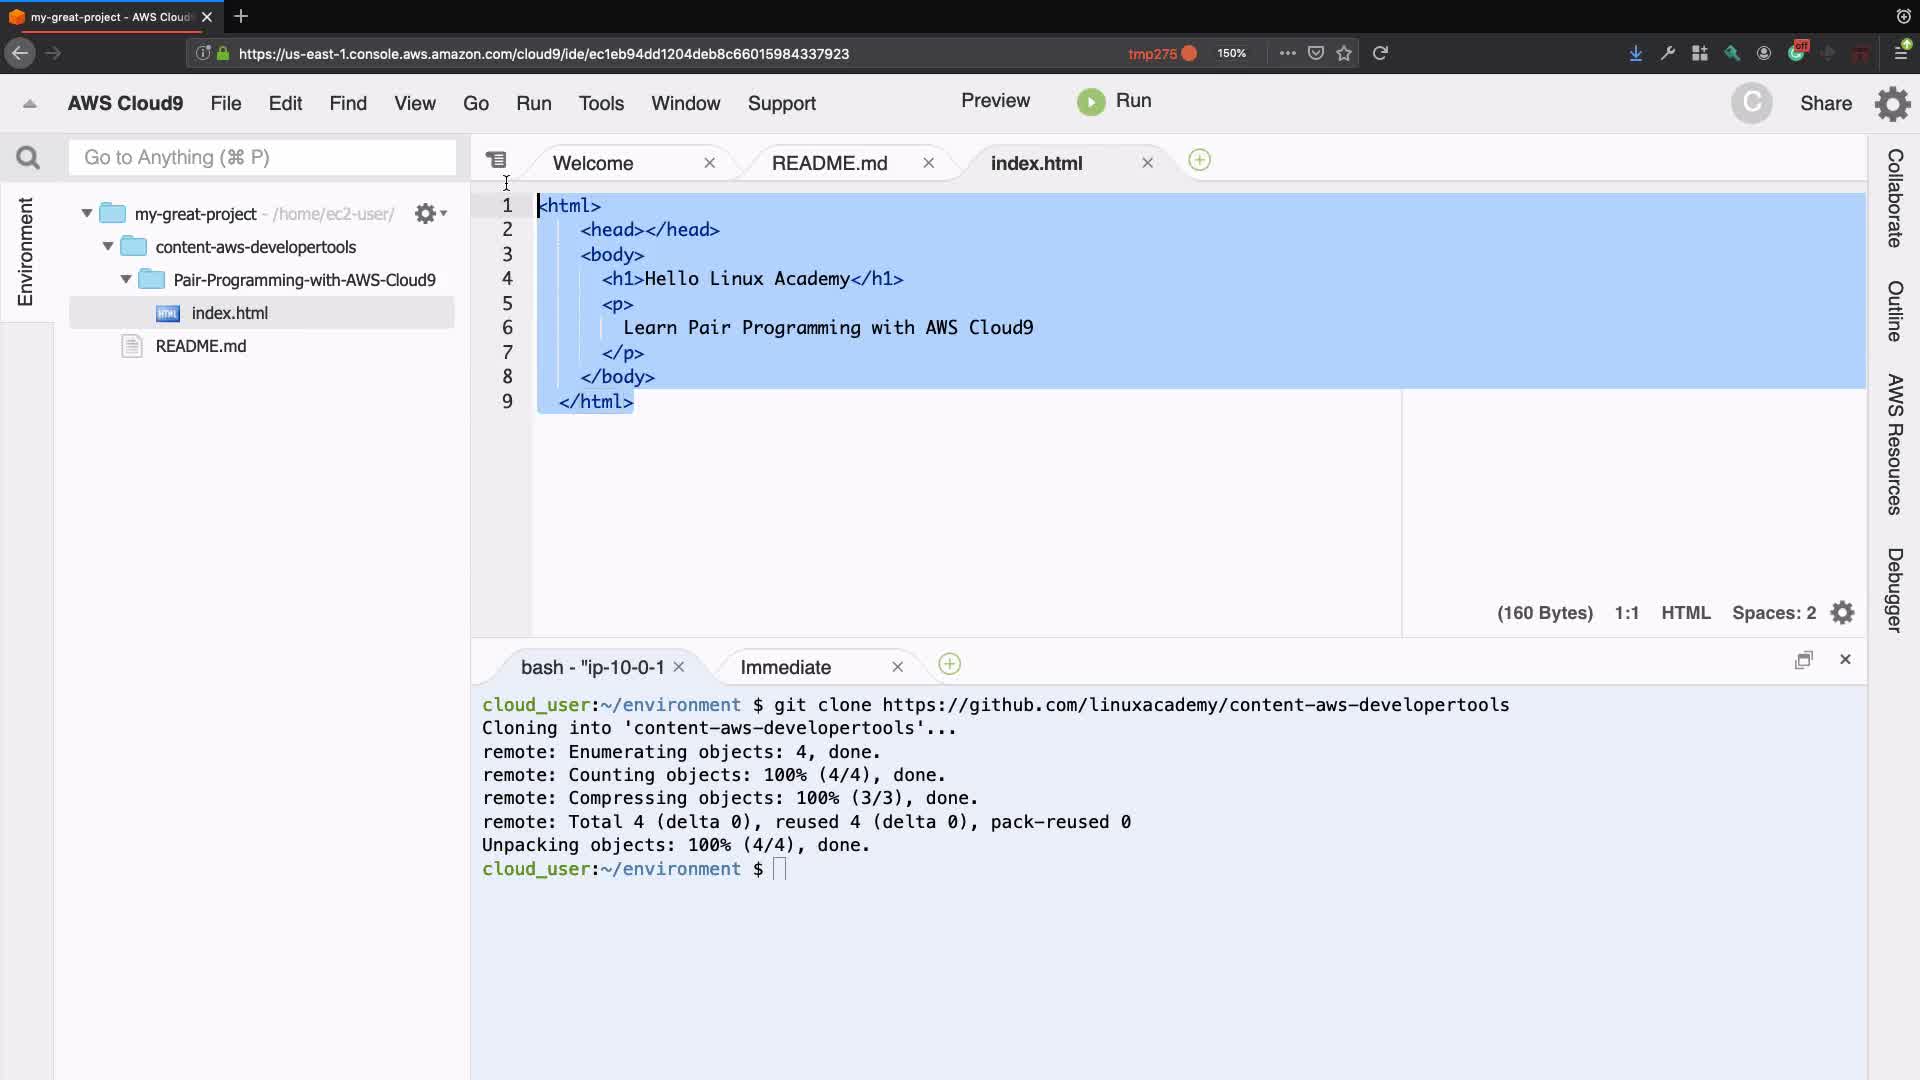 my-great-project - AWS Cloud
https://us-east-1.console.aws.amazon.com/cloud9/ide/ec1eb94dd1204deb8c66015984337923
tmp275
150%
off
AWS Cloud9
File
Edit
Find
View
Go
Run
Tools
Window
Support
Preview
Run
C
Share
Go to Anything (⌘ P)
Welcome
README.md
index.html
Environment
my-great-project - /home/ec2-user/
content-aws-developertools
Pair-Programming-with-AWS-Cloud9
HTML index.html
README.md
1 <html>
2 <head></head>
3 <body>
4 <h1>Hello Linux Academy</h1>
5 <p>
6 Learn Pair Programming with AWS Cloud9
7 </p>
8 </body>
9 </html>
(160 Bytes) 1:1 HTML Spaces: 2
Collaborate
Outline
AWS Resources
Debugger
bash - "ip-10-0-1
Immediate
cloud_user:~/environment $ git clone https://github.com/linuxacademy/content-aws-developertools
Cloning into 'content-aws-developertools'...
remote: Enumerating objects: 4, done.
remote: Counting objects: 100% (4/4), done.
remote: Compressing objects: 100% (3/3), done.
remote: Total 4 (delta 0), reused 4 (delta 0), pack-reused 0
Unpacking objects: 100% (4/4), done.
cloud_user:~/environment $